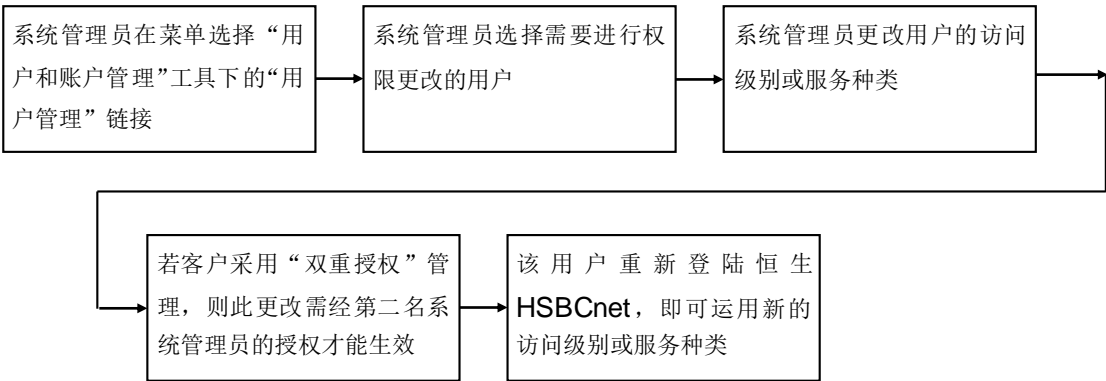 系统管理员在菜单选择“用
户和账户管理”工具下的“用
户管理”链接
系统管理员选择需要进行权
限更改的用户
系统管理员更改用户的访问
级别或服务种类
若客户采用“双重授权”管
理，则此更改需经第二名系
统管理员的授权才能生效
该用户重新登陆恒生
HSBCnet，即可运用新的
访问级别或服务种类